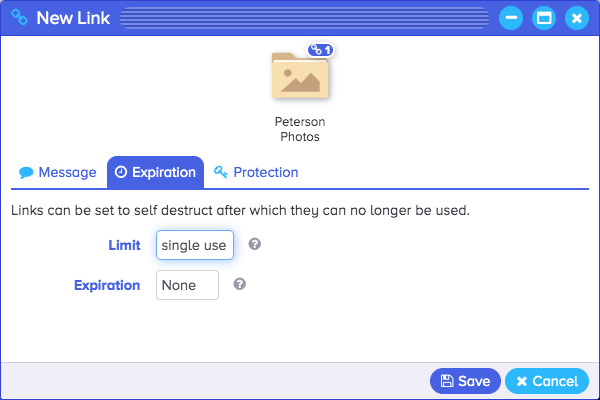 New Link
1
Peterson
Photos
Message Expiration Protection
Links can be set to self destruct after which they can no longer be used.
Limit single use ?
Expiration None ?
Save Cancel